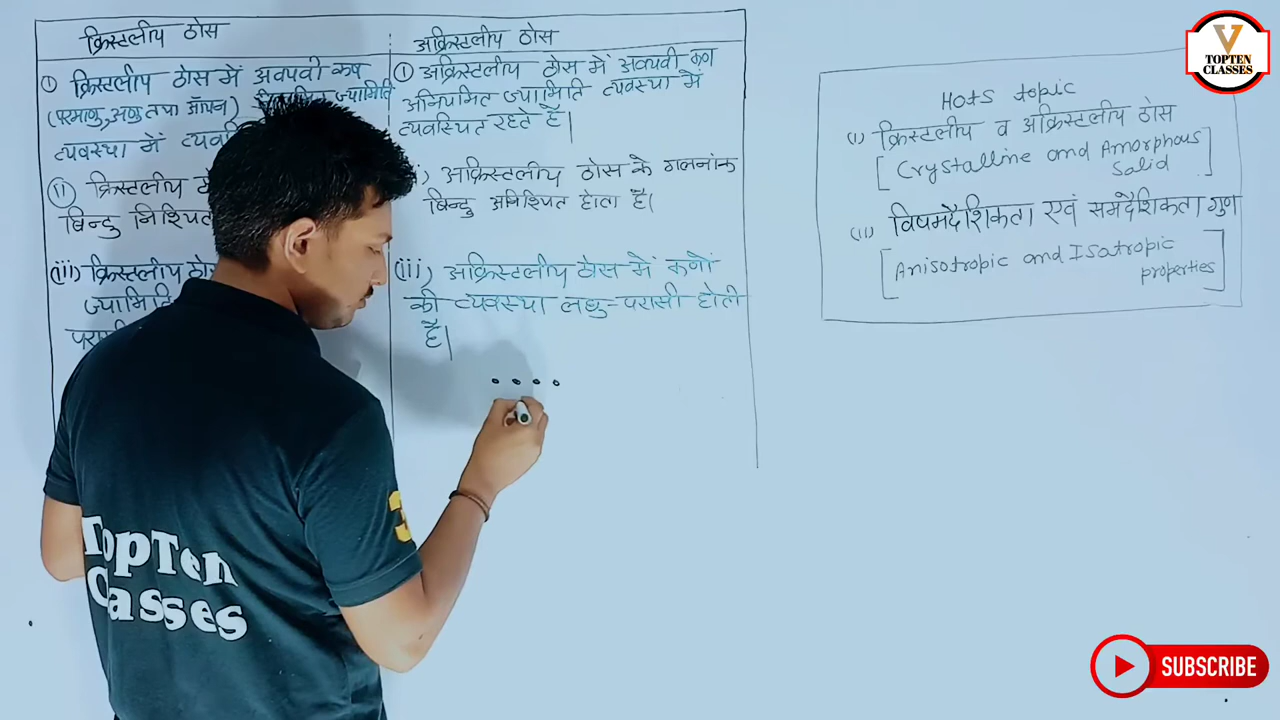 क्रिस्टलीय ठोस
अक्रिस्टलीय ठोस
① क्रिस्टलीय ठोस में अवयवी कण
(परमाणु, अणु तथा ऑयन) ज्यामिति
व्यवस्था में
(ii) क्रिस्टलीय
बिन्दु निश्चित
(iii) क्रिस्टलीय ठोस
ज्यामिति
① अक्रिस्टलीय ठोस में अवयवी कण
अनियमित ज्यामिति व्यवस्था में
व्यवस्थित रहते हैं|
अक्रिस्टलीय ठोस के गलनांक
बिन्दु अनिश्चित होता है|
(iii) अक्रिस्टलीय ठोस में कणों
की व्यवस्था लघु-परासी होती
है|
HOTS topic
(i) क्रिस्टलीय व अक्रिस्टलीय ठोस
[Crystalline and Amorphous
Solid]
(ii) विषमदैशिकता एवं समदैशिकता गुण
[Anisotropic and Isotropic
properties]
V
TOPTEN
CLASSES
TopTen
Classes
3
SUBSCRIBE